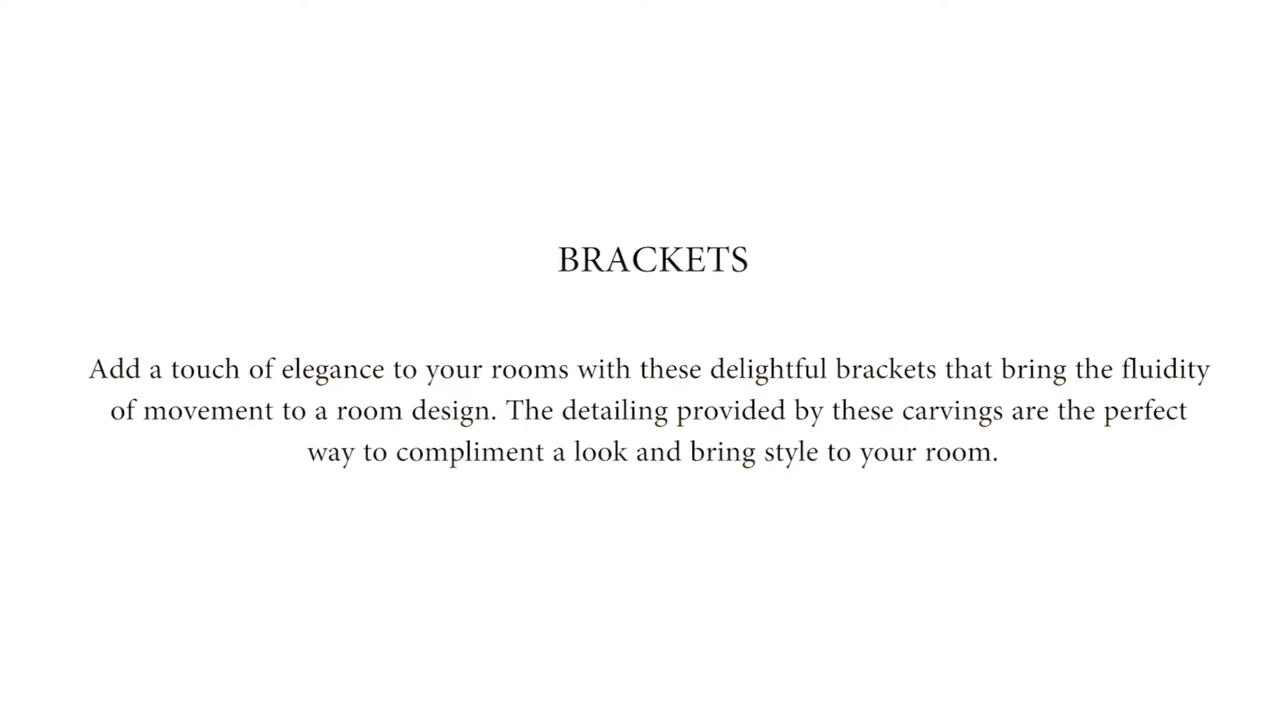 BRACKETS
Add a touch of elegance to your rooms with these delightful brackets that bring the fluidity
of movement to a room design. The detailing provided by these carvings are the perfect
way to compliment a look and bring style to your room.